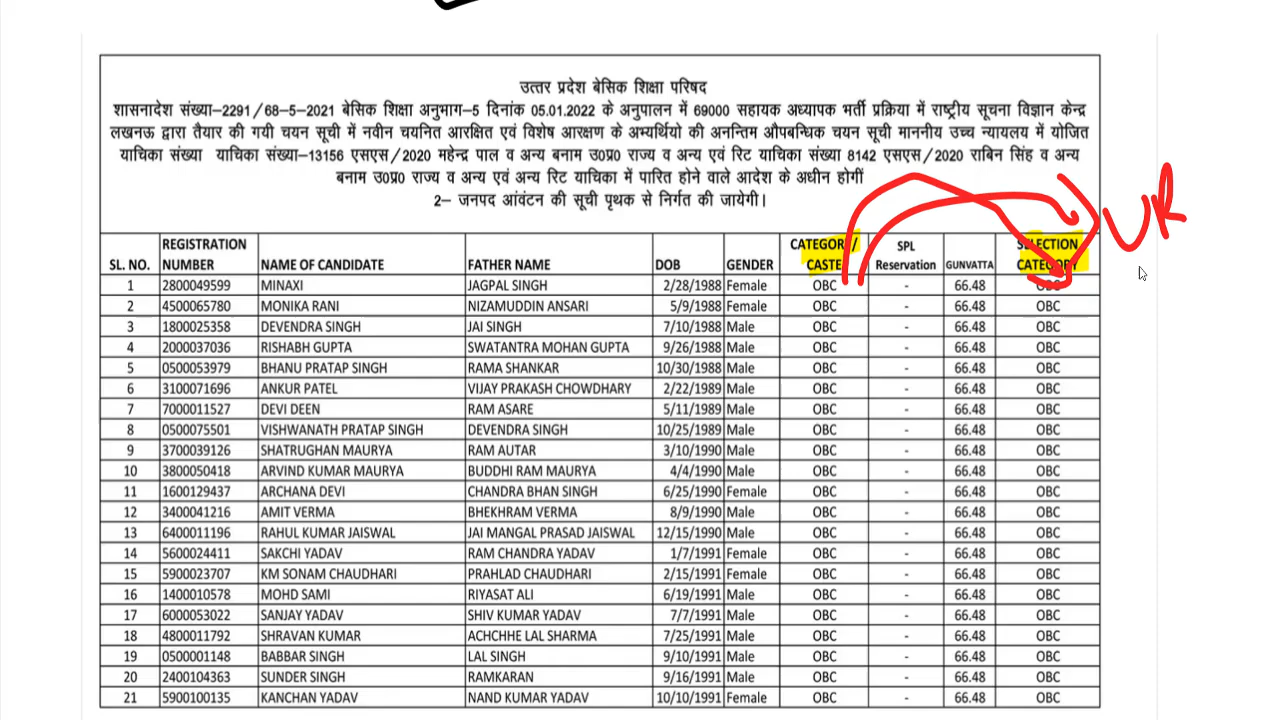 उत्तर प्रदेश बेसिक शिक्षा परिषद
शासनादेश संख्या–2291/68-5-2021 बेसिक शिक्षा अनुभाग–5 दिनांक 05.01.2022 के अनुपालन में 69000 सहायक अध्यापक भर्ती प्रक्रिया में राष्ट्रीय सूचना विज्ञान केन्द्र
लखनऊ द्वारा तैयार की गयी चयन सूची में नवीन चयनित आरक्षित एवं विशेष आरक्षण के अभ्यर्थियो की अनन्तिम औपबन्धिक चयन सूची माननीय उच्च न्यायलय में योजित
याचिका संख्या याचिका संख्या–13156 एसएस/2020 महेन्द्र पाल व अन्य बनाम उ0प्र0 राज्य व अन्य एवं रिट याचिका संख्या 8142 एसएस/2020 राबिन सिंह व अन्य
बनाम उ0प्र0 राज्य व अन्य एवं अन्य रिट याचिका में पारित होने वाले आदेश के अधीन होगीं
2– जनपद आंवंटन की सूची पृथक से निर्गत की जायेगी।
UR
SL. NO. REGISTRATION NUMBER NAME OF CANDIDATE FATHER NAME DOB GENDER CATEGORY/ CASTE SPL Reservation GUNVATTA SELECTION CATEGORY
1 2800049599 MINAXI JAGPAL SINGH 2/28/1988 Female OBC - 66.48 OBC
2 4500065780 MONIKA RANI NIZAMUDDIN ANSARI 5/9/1988 Female OBC - 66.48 OBC
3 1800025358 DEVENDRA SINGH JAI SINGH 7/10/1988 Male OBC - 66.48 OBC
4 2000037036 RISHABH GUPTA SWATANTRA MOHAN GUPTA 9/26/1988 Male OBC - 66.48 OBC
5 0500053979 BHANU PRATAP SINGH RAMA SHANKAR 10/30/1988 Male OBC - 66.48 OBC
6 3100071696 ANKUR PATEL VIJAY PRAKASH CHOWDHARY 2/22/1989 Male OBC - 66.48 OBC
7 7000011527 DEVI DEEN RAM ASARE 5/11/1989 Male OBC - 66.48 OBC
8 0500075501 VISHWANATH PRATAP SINGH DEVENDRA SINGH 10/25/1989 Male OBC - 66.48 OBC
9 3700039126 SHATRUGHAN MAURYA RAM AUTAR 3/10/1990 Male OBC - 66.48 OBC
10 3800050418 ARVIND KUMAR MAURYA BUDDHI RAM MAURYA 4/4/1990 Male OBC - 66.48 OBC
11 1600129437 ARCHANA DEVI CHANDRA BHAN SINGH 6/25/1990 Female OBC - 66.48 OBC
12 3400041216 AMIT VERMA BHEKHRAM VERMA 8/9/1990 Male OBC - 66.48 OBC
13 6400011196 RAHUL KUMAR JAISWAL JAI MANGAL PRASAD JAISWAL 12/15/1990 Male OBC - 66.48 OBC
14 5600024411 SAKCHI YADAV RAM CHANDRA YADAV 1/7/1991 Female OBC - 66.48 OBC
15 5900023707 KM SONAM CHAUDHARI PRAHLAD CHAUDHARI 2/15/1991 Female OBC - 66.48 OBC
16 1400010578 MOHD SAMI RIYASAT ALI 6/19/1991 Male OBC - 66.48 OBC
17 6000053022 SANJAY YADAV SHIV KUMAR YADAV 7/7/1991 Male OBC - 66.48 OBC
18 4800011792 SHRAVAN KUMAR ACHCHHE LAL SHARMA 7/25/1991 Male OBC - 66.48 OBC
19 0500001148 BABBAR SINGH LAL SINGH 9/10/1991 Male OBC - 66.48 OBC
20 2400104363 SUNDER SINGH RAMKARAN 9/16/1991 Male OBC - 66.48 OBC
21 5900100135 KANCHAN YADAV NAND KUMAR YADAV 10/10/1991 Female OBC - 66.48 OBC